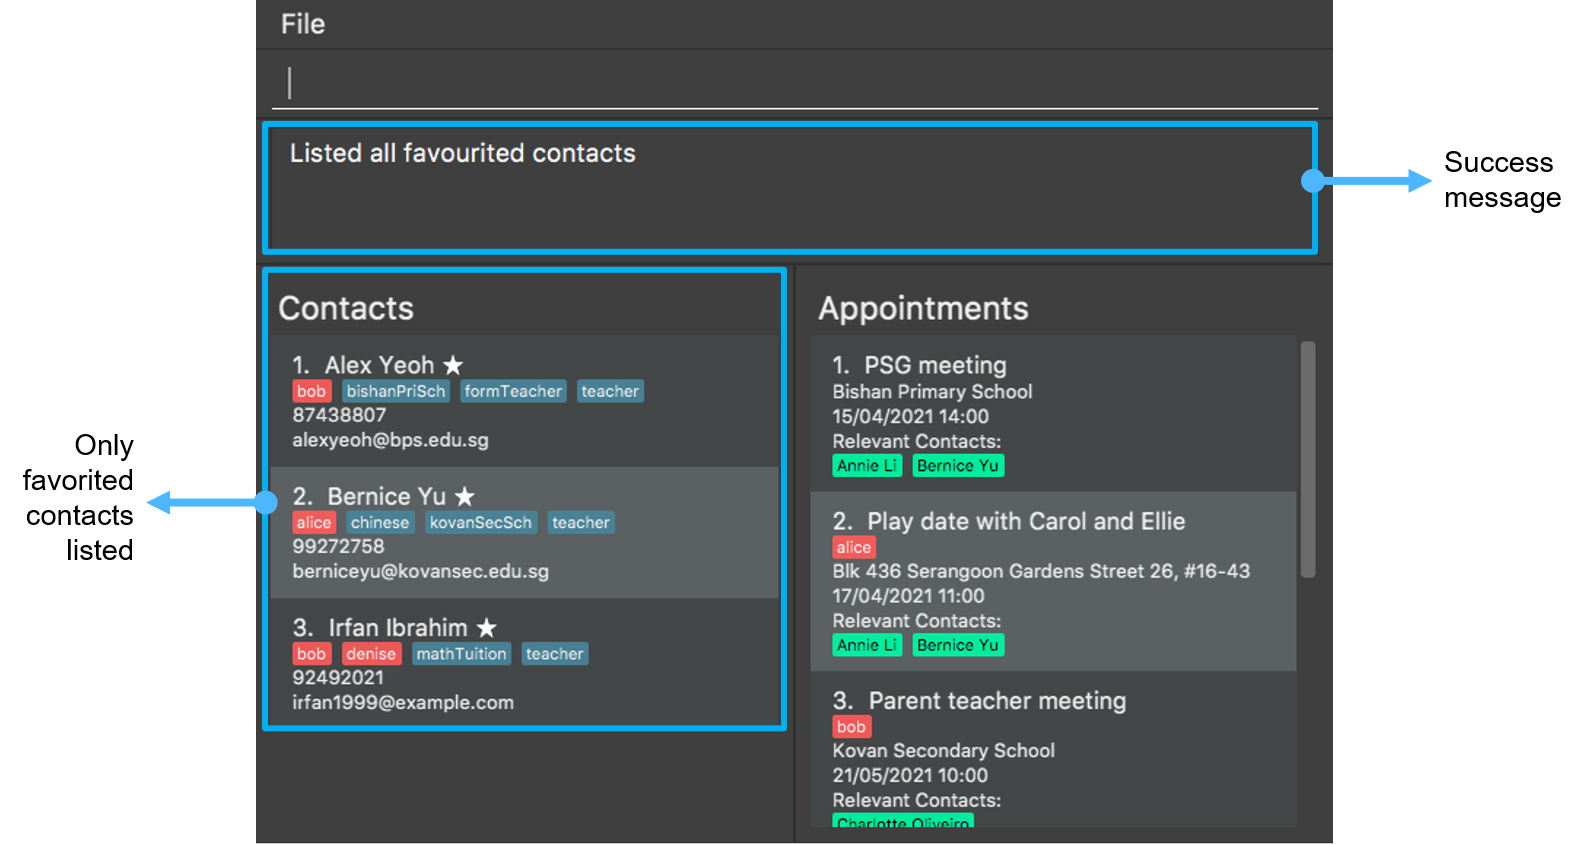 File
Listed all favourited contacts
Success
message
Only
favorited
contacts
listed
Contacts
1. Alex Yeoh ★
bob bishanPriSch formTeacher teacher
87438807
alexyeoh@bps.edu.sg
2. Bernice Yu ★
alice chinese kovanSecSch teacher
99272758
berniceyu@kovansec.edu.sg
3. Irfan Ibrahim ★
bob denise mathTuition teacher
92492021
irfan1999@example.com
Appointments
1. PSG meeting
Bishan Primary School
15/04/2021 14:00
Relevant Contacts:
Annie Li Bernice Yu
2. Play date with Carol and Ellie
alice
Blk 436 Serangoon Gardens Street 26, #16-43
17/04/2021 11:00
Relevant Contacts:
Annie Li Bernice Yu
3. Parent teacher meeting
bob
Kovan Secondary School
21/05/2021 10:00
Relevant Contacts:
Charlotte Oliveiro